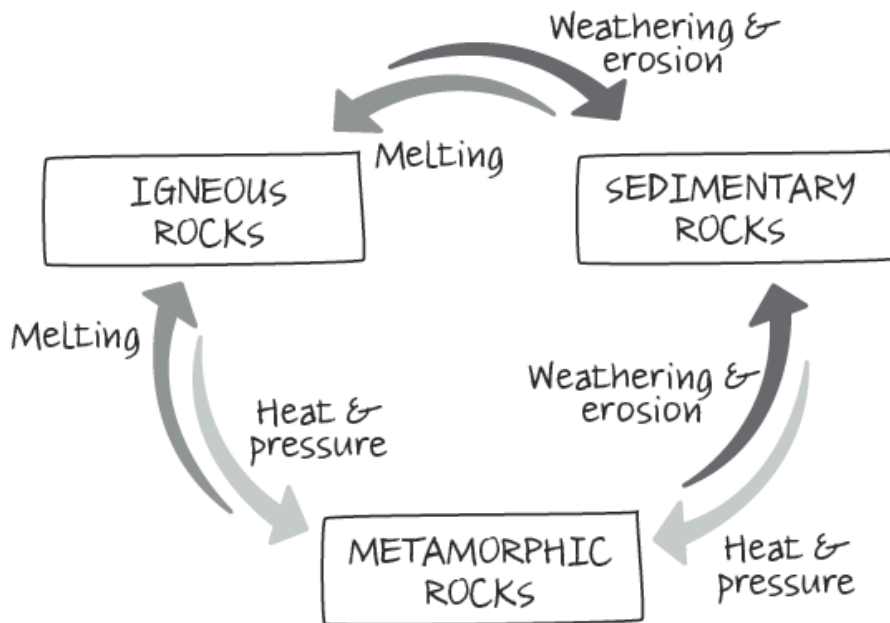 Weathering &
erosion
Melting
IGNEOUS
ROCKS
SEDIMENTARY
ROCKS
Melting
Heat &
pressure
Weathering &
erosion
METAMORPHIC
ROCKS
Heat &
pressure